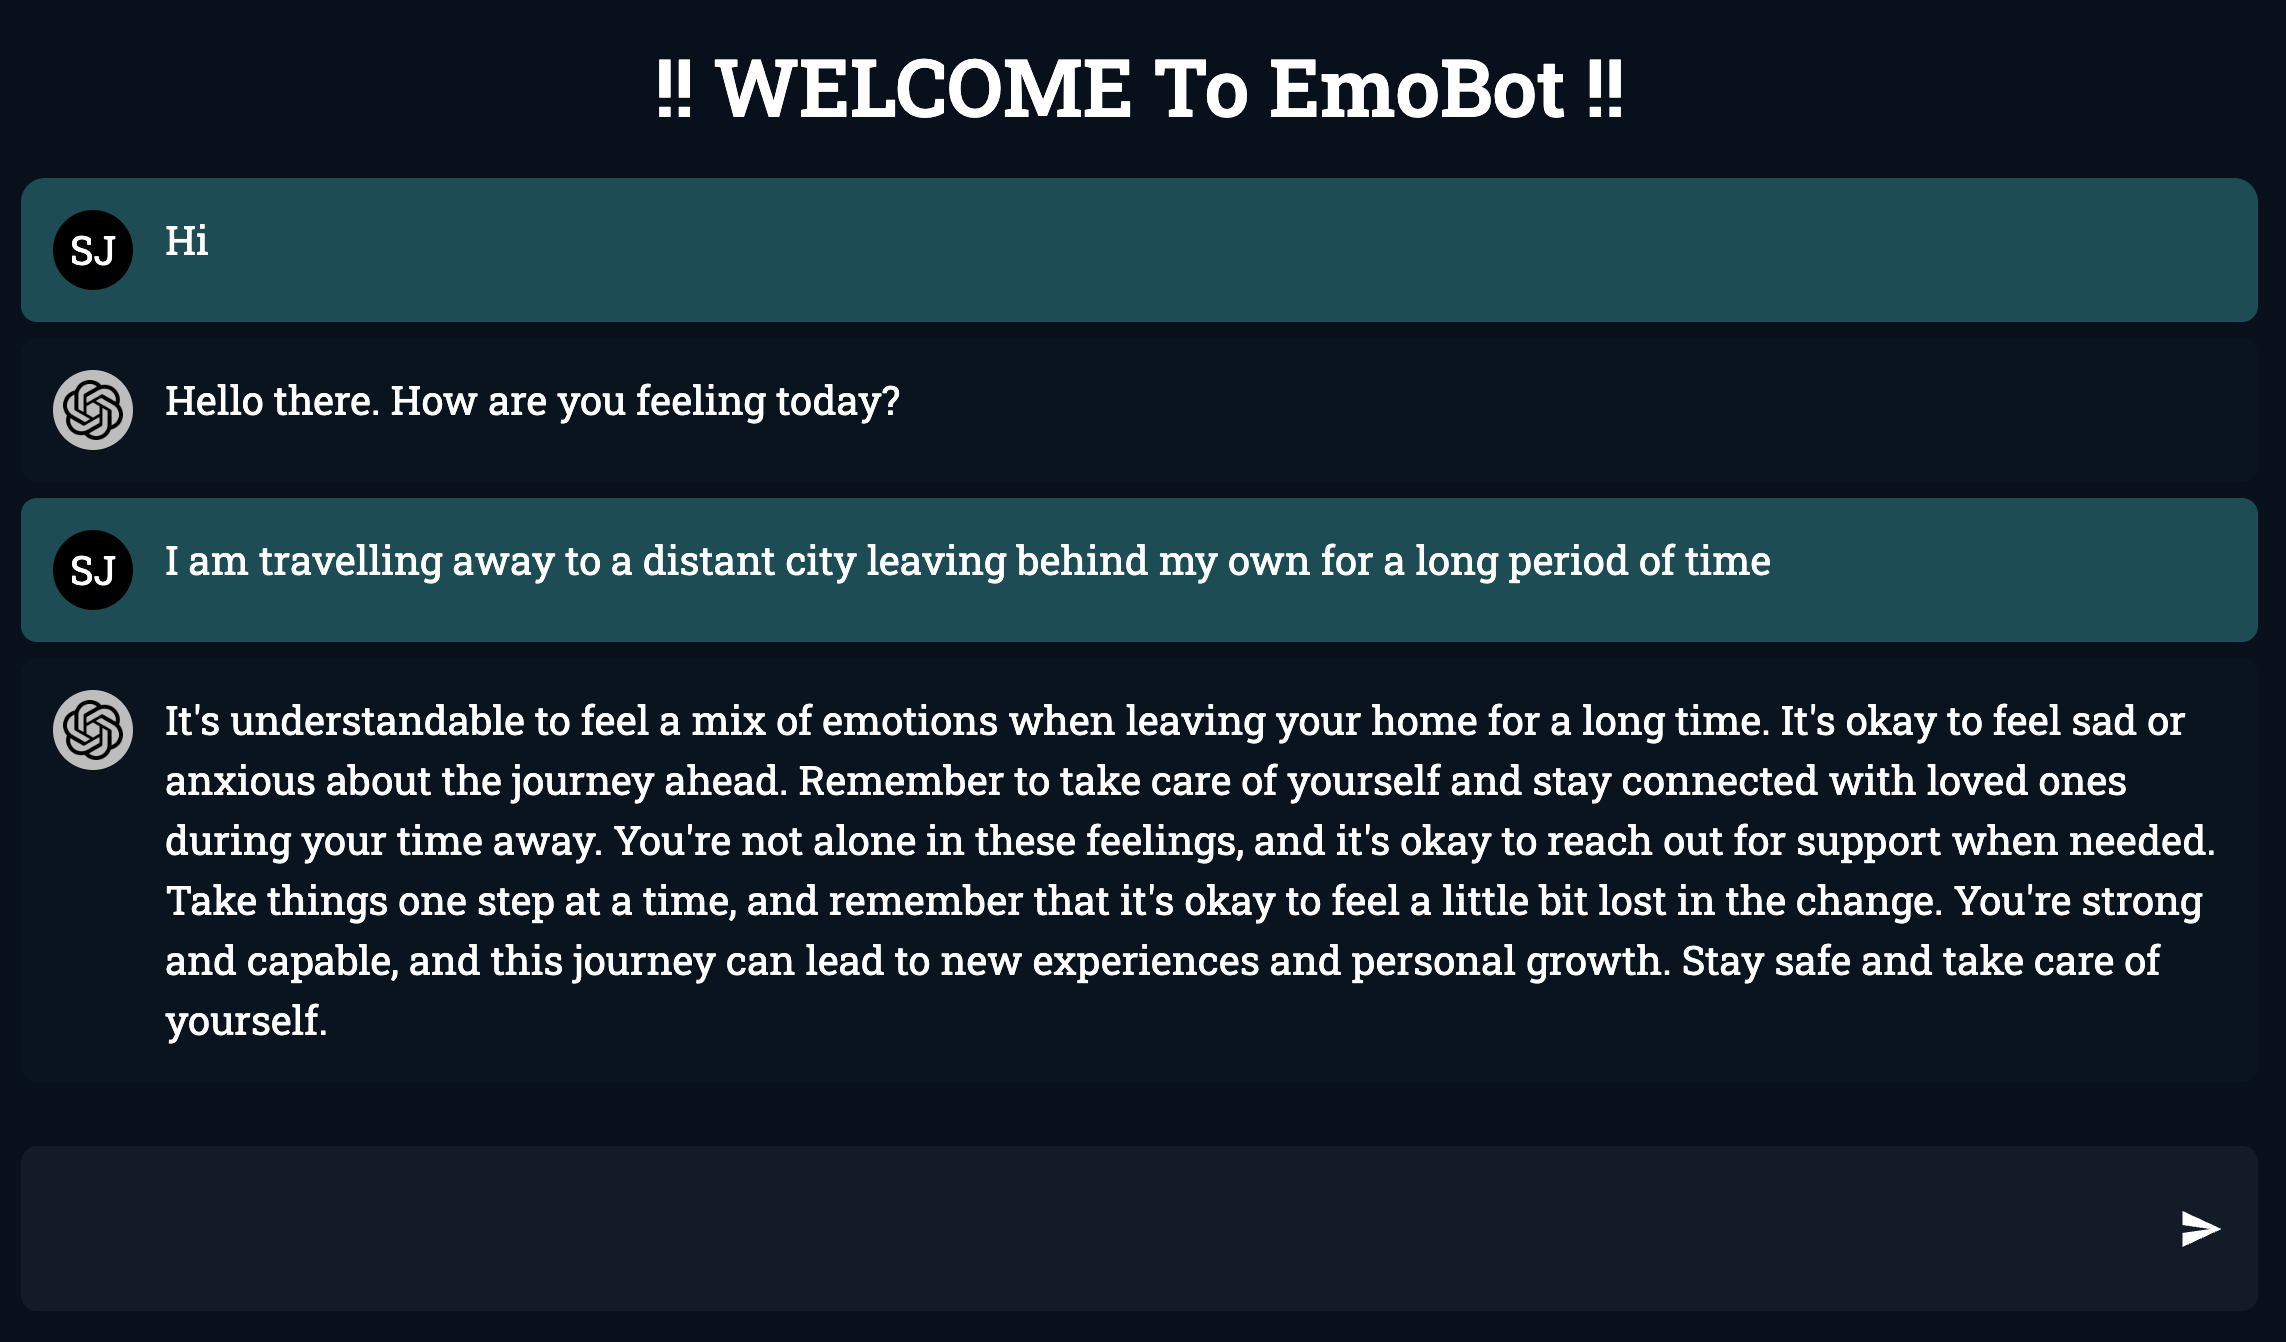 !! WELCOME To EmoBot !!
SJ
Hi
Hello there. How are you feeling today?
SJ
I am travelling away to a distant city leaving behind my own for a long period of time
It's understandable to feel a mix of emotions when leaving your home for a long time. It's okay to feel sad or
anxious about the journey ahead. Remember to take care of yourself and stay connected with loved ones
during your time away. You're not alone in these feelings, and it's okay to reach out for support when needed.
Take things one step at a time, and remember that it's okay to feel a little bit lost in the change. You're strong
and capable, and this journey can lead to new experiences and personal growth. Stay safe and take care of
yourself.